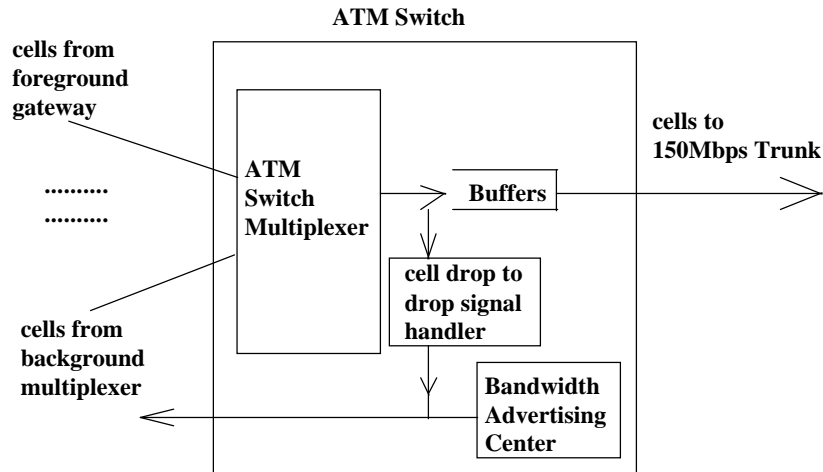 ATM Switch
cells from
foreground
gateway
..........
..........
cells from
background
multiplexer
ATM
Switch
Multiplexer
Buffers
cells to
150Mbps Trunk
cell drop to
drop signal
handler
Bandwidth
Advertising
Center